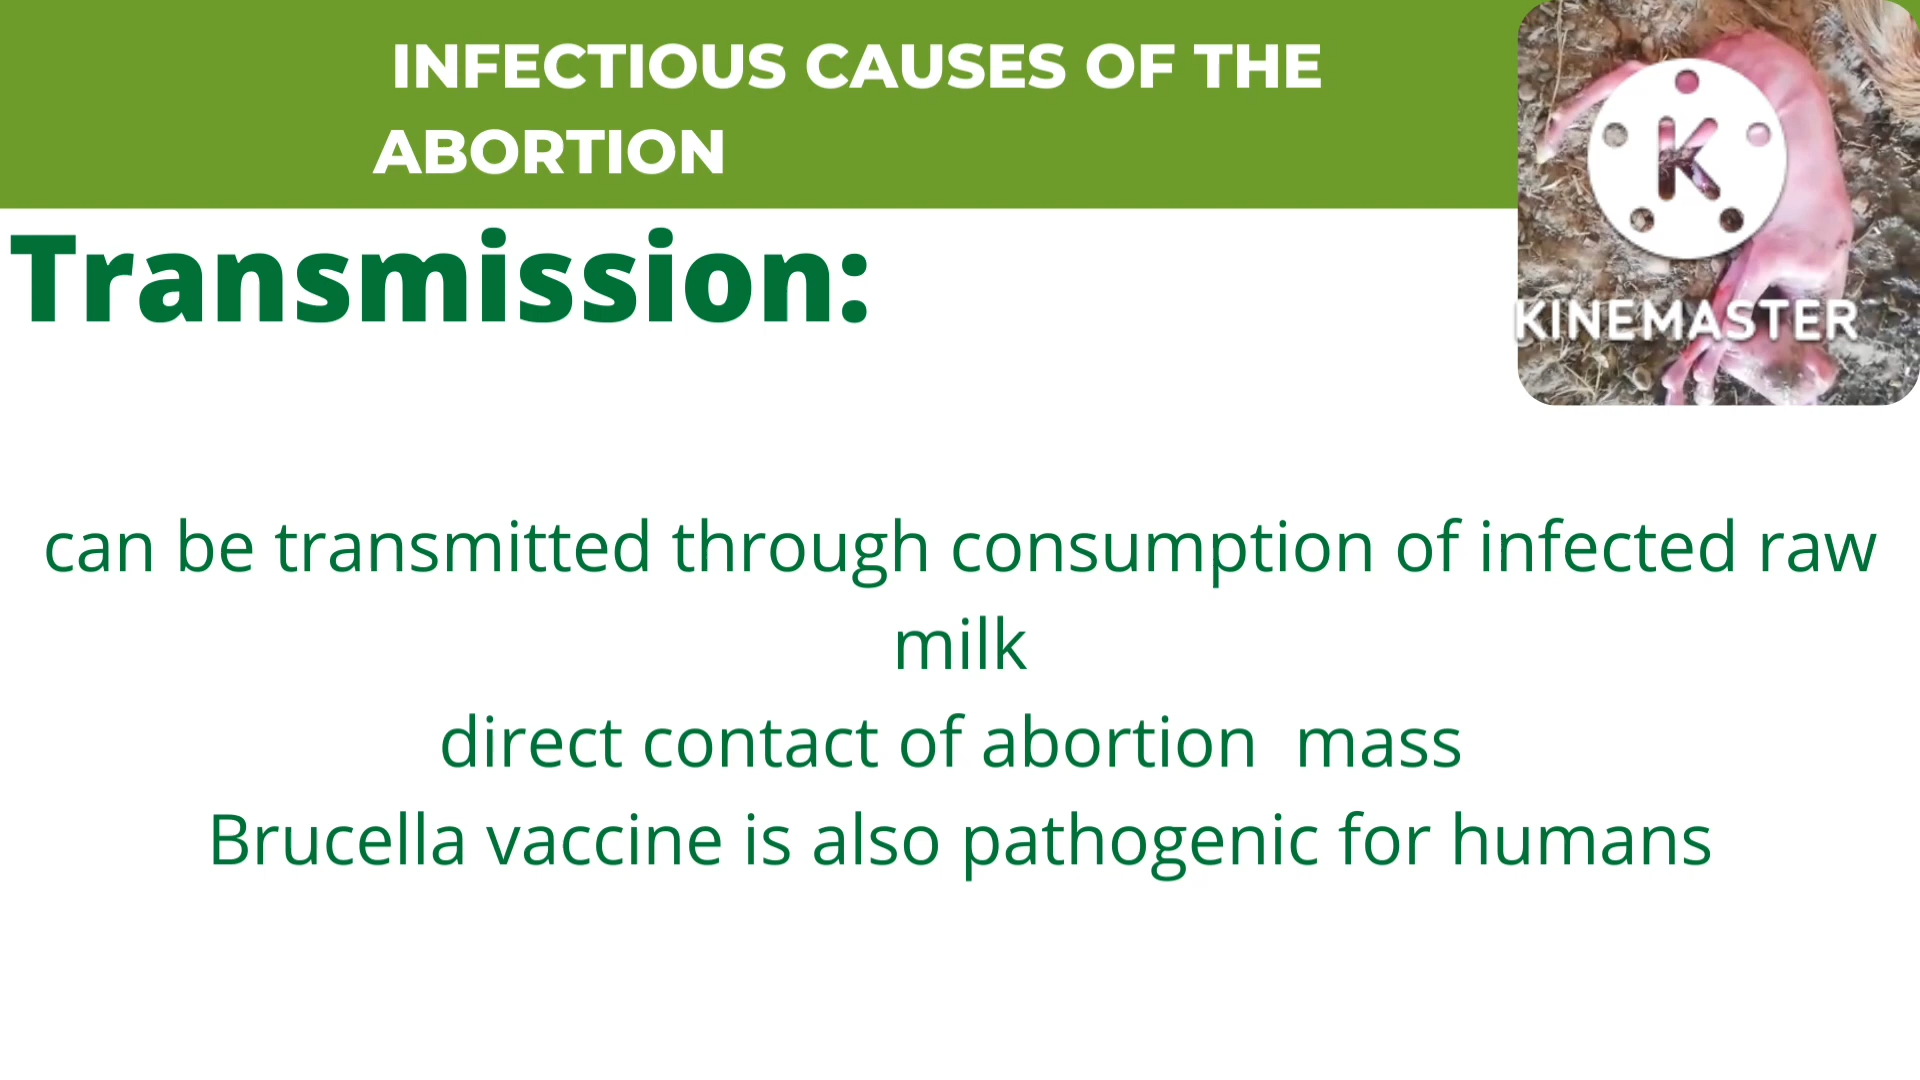 INFECTIOUS CAUSES OF THE
ABORTION
Transmission:
K
KINEMASTER
can be transmitted through consumption of infected raw
milk
direct contact of abortion mass
Brucella vaccine is also pathogenic for humans